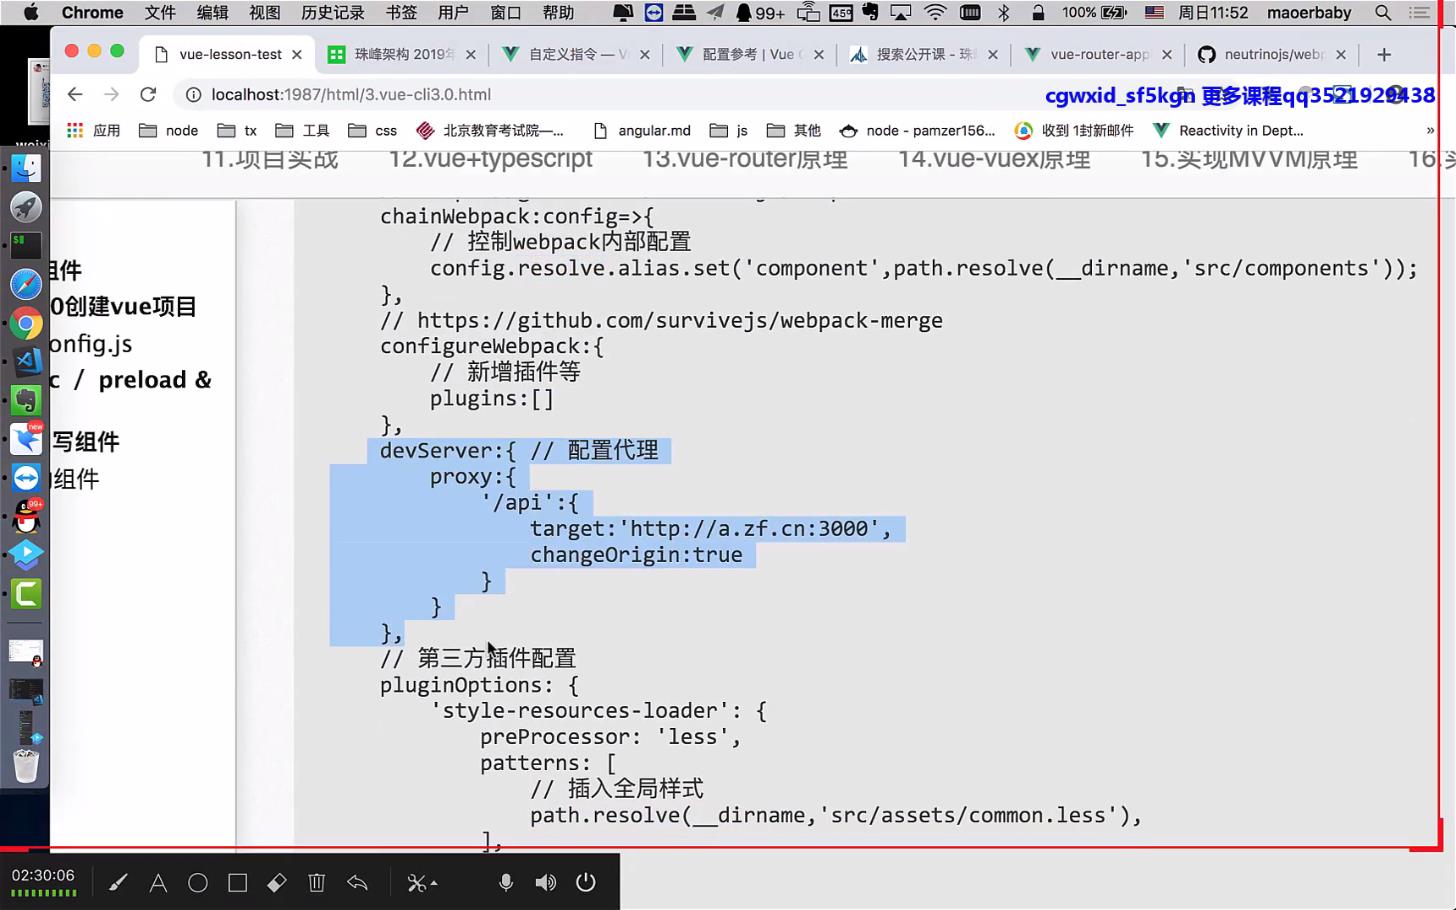 Chrome 文件 编辑 视图 历史记录 书签 用户 窗口 帮助 99+ 459 100% 周日11:52 maoerbaby
vue-lesson-test 珠峰架构 2019年 自定义指令 — V 配置参考 | Vue C 搜索公开课 - 珠 vue-router-app neutrinojs/webp
localhost:1987/html/3.vue-cli3.0.html
cgwxid_sf5kgn 更多课程qq3521929438
应用 node tx 工具 css 北京教育考试院—... angular.md js 其他 node - pamzer156... 收到 1封新邮件 Reactivity in Dept... »
11.项目实战 12.vue+typescript 13.vue-router原理 14.vue-vuex原理 15.实现MVVM原理 16.实
组件
0创建vue项目
onfig.js
c / preload &
写组件
组件
chainWebpack:config=>{
// 控制webpack内部配置
config.resolve.alias.set('component',path.resolve(__dirname,'src/components'));
},
// https://github.com/survivejs/webpack-merge
configureWebpack:{
// 新增插件等
plugins:[]
},
devServer:{ // 配置代理
proxy:{
'/api':{
target:'http://a.zf.cn:3000',
changeOrigin:true
}
}
},
// 第三方插件配置
pluginOptions: {
'style-resources-loader': {
preProcessor: 'less',
patterns: [
// 插入全局样式
path.resolve(__dirname,'src/assets/common.less'),
],
new
99+
02:30:06